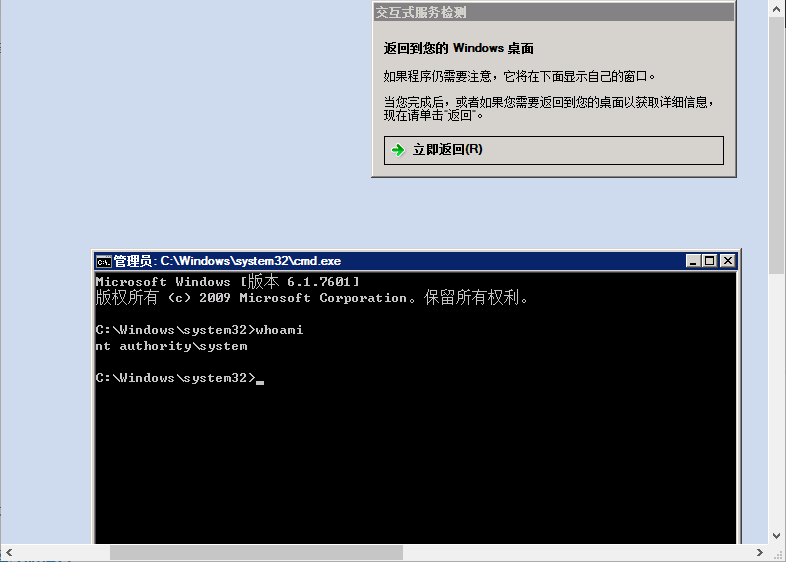 交互式服务检测
返回到您的 Windows 桌面
如果程序仍需要注意，它将在下面显示自己的窗口。
当您完成后，或者如果您需要返回到您的桌面以获取详细信息，
现在请单击"返回"。
立即返回(R)
管理员: C:\Windows\system32\cmd.exe
Microsoft Windows [版本 6.1.7601]
版权所有 (c) 2009 Microsoft Corporation。保留所有权利。
C:\Windows\system32>whoami
nt authority\system
C:\Windows\system32>